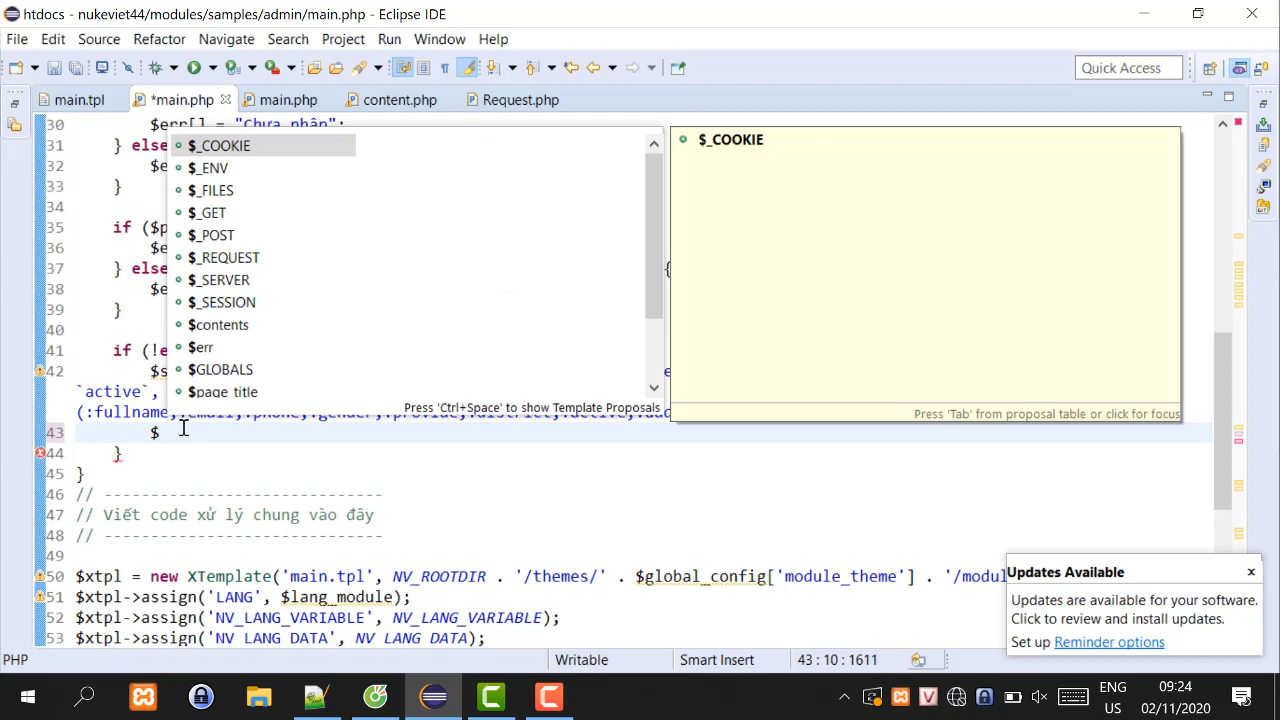 htdocs - nukeviet44/modules/samples/admin/main.php - Eclipse IDE
File Edit Source Refactor Navigate Search Project Run Window Help
Quick Access
main.tpl *main.php main.php content.php Request.php
30 $err[] = "Chưa nhập";
31 } else
32 $e
33 }
34
35 if ($p
36 $e
37 } else {
38 $e
39 }
40
41 if (!e
42 $s
`active`,
(:fullname,
43 $
44 }
45 }
46 // ------------------------------
47 // Viết code xử lý chung vào đây
48 // ------------------------------
49
50 $xtpl = new XTemplate('main.tpl', NV_ROOTDIR . '/themes/' . $global_config['module_theme'] . '/modu
51 $xtpl->assign('LANG', $lang_module);
52 $xtpl->assign('NV_LANG_VARIABLE', NV_LANG_VARIABLE);
53 $xtpl->assign('NV_LANG_DATA', NV_LANG_DATA);
$_COOKIE
$_ENV
$_FILES
$_GET
$_POST
$_REQUEST
$_SERVER
$_SESSION
$contents
$err
$GLOBALS
$page_title
Press 'Ctrl+Space' to show Template Proposals
$_COOKIE
Press 'Tab' from proposal table or click for focus
Updates Available
Updates are available for your software.
Click to review and install updates.
Set up Reminder options
PHP Writable Smart Insert 43 : 10 : 1611
ENG
US
09:24
02/11/2020